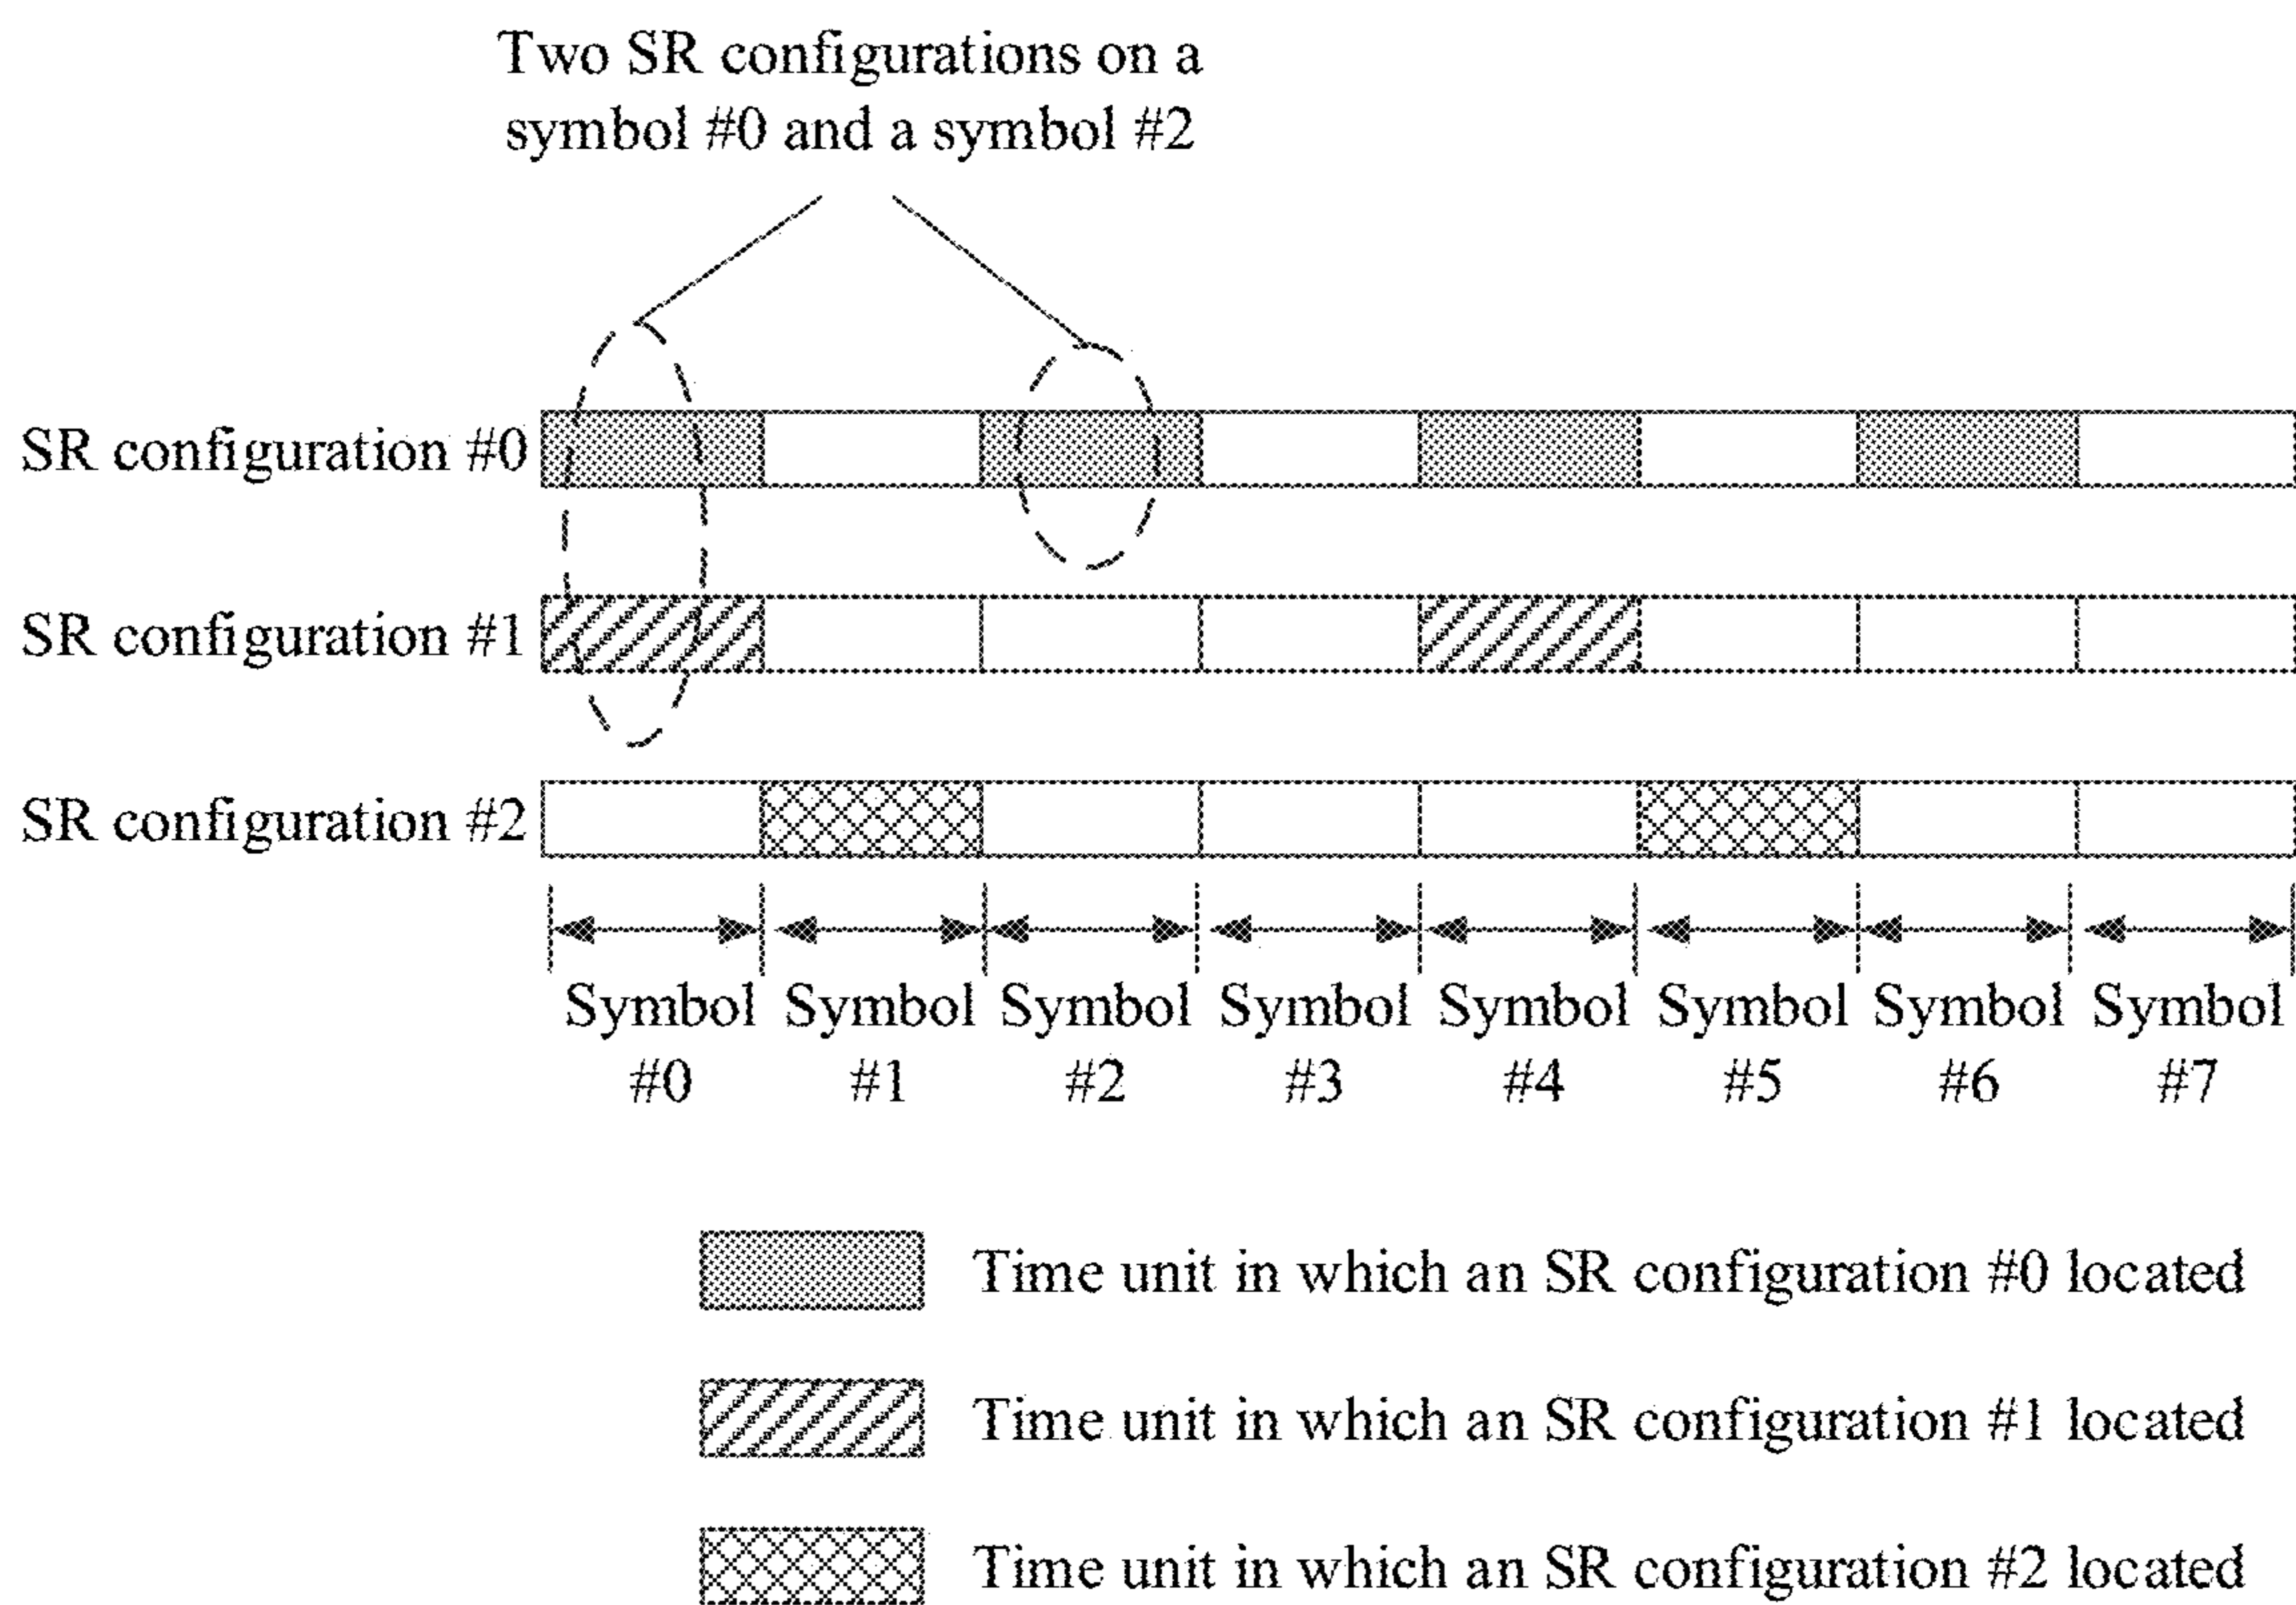 Two SR configurations on a
symbol #0 and a symbol #2
SR configuration #0
SR configuration #1
SR configuration #2
Symbol Symbol Symbol Symbol Symbol Symbol Symbol Symbol
#0 #1 #2 #3 #4 #5 #6 #7
Time unit in which an SR configuration #0 located
Time unit in which an SR configuration #1 located
Time unit in which an SR configuration #2 located